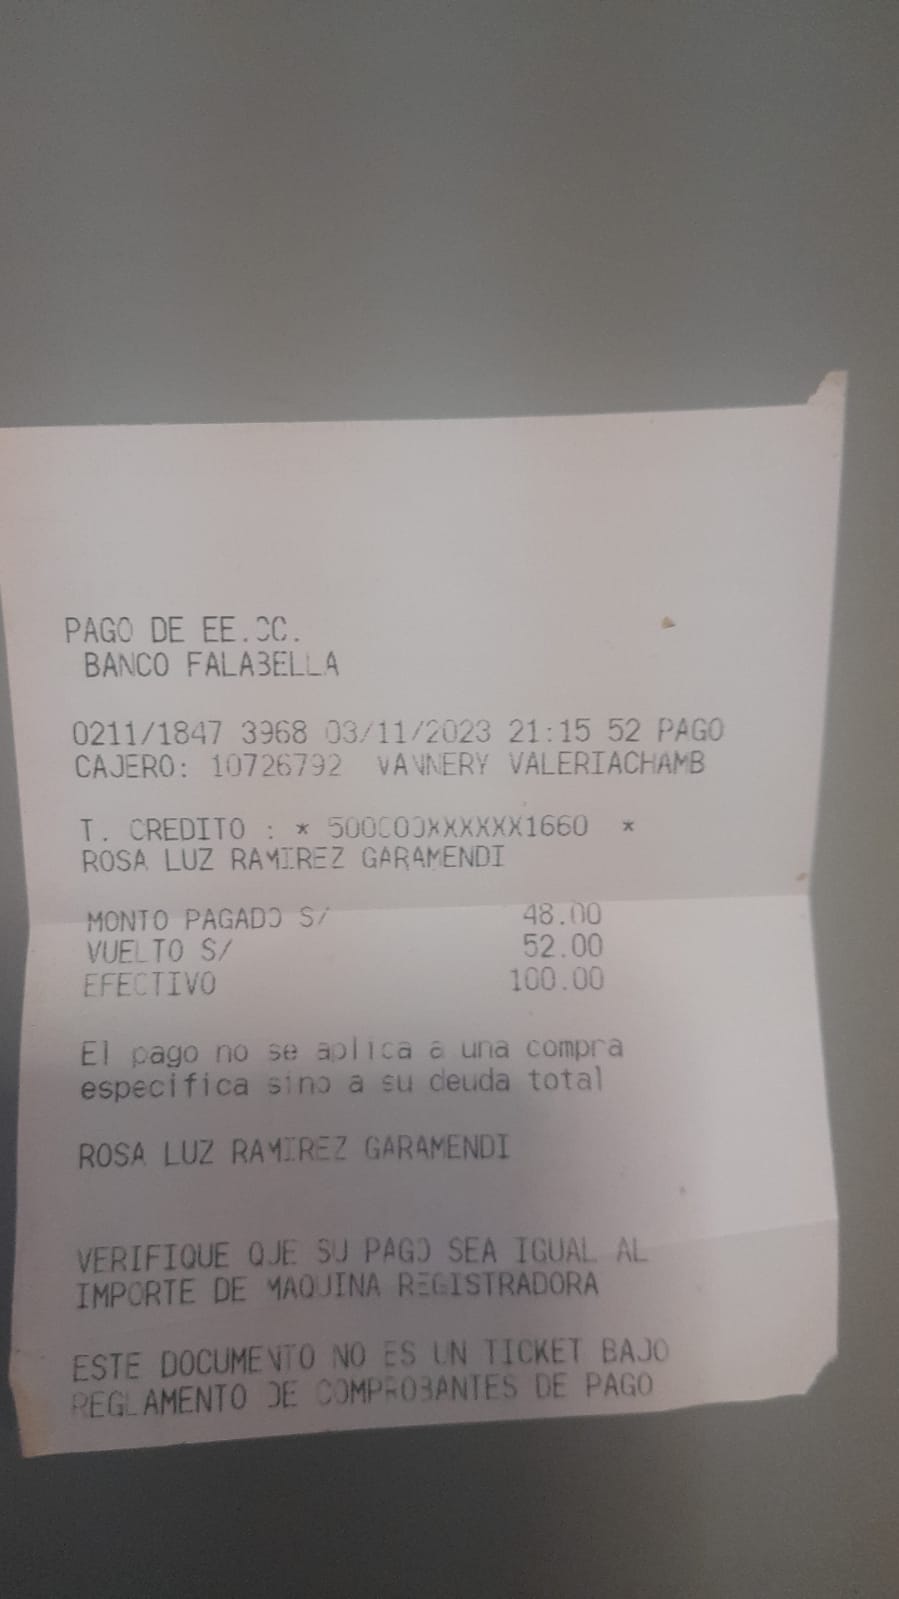 PAGO DE EE.CC.
BANCO FALABELLA
0211/1847 3968 03/11/2023 21:15 52 PAGO
CAJERO: 10726792 VANNERY VALERIACHAMB
T. CREDITO : * 500000XXXXXX1660 *
ROSA LUZ RAMIREZ GARAMENDI
MONTO PAGADO S/ 48.00
VUELTO S/ 52.00
EFECTIVO 100.00
El pago no se aplica a una compra
especifica sino a su deuda total
ROSA LUZ RAMIREZ GARAMENDI
VERIFIQUE QUE SU PAGO SEA IGUAL AL
IMPORTE DE MAQUINA REGISTRADORA
ESTE DOCUMENTO NO ES UN TICKET BAJO
REGLAMENTO DE COMPROBANTES DE PAGO